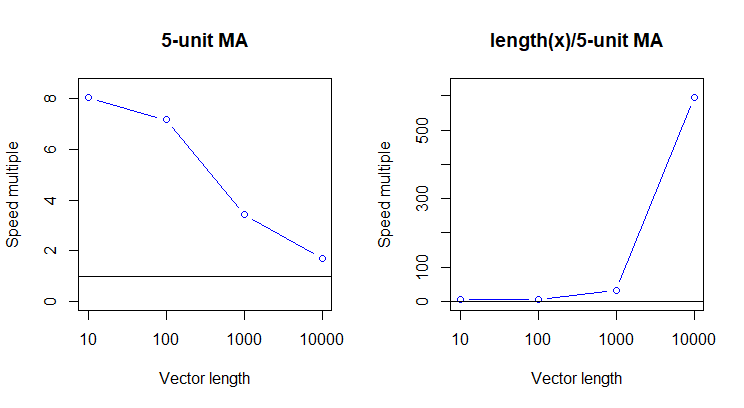 5-unit MA
Speed multiple
8
6
4
2
0
10 100 1000 10000
Vector length
length(x)/5-unit MA
Speed multiple
500
300
100
0
10 100 1000 10000
Vector length